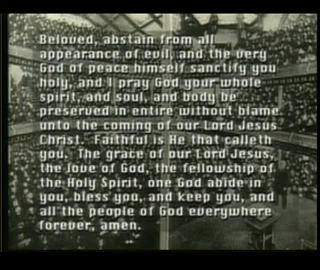 Beloved, abstain from all
appearance of evil, and the very
God of peace himself sanctify you
holy, and I pray God your whole
spirit, and soul, and body be
preserved in entire without blame
unto the coming of our Lord Jesus
Christ. Faithful is He that calleth
you. The grace of our Lord Jesus,
the love of God, the fellowship of
the Holy Spirit, one God abide in
you, bless you, and keep you, and
all the people of God everywhere
forever, amen.